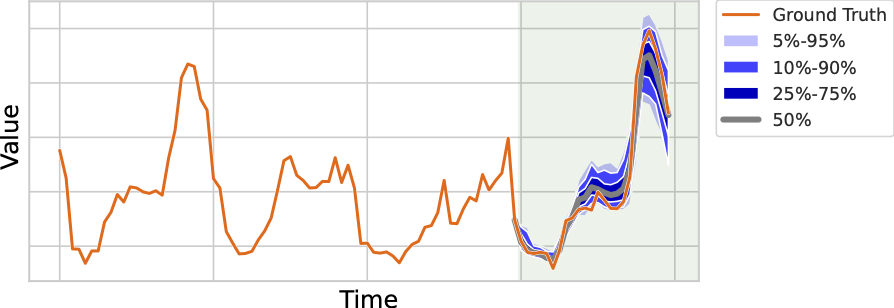 Ground Truth
5%-95%
10%-90%
25%-75%
50%
Value
Time